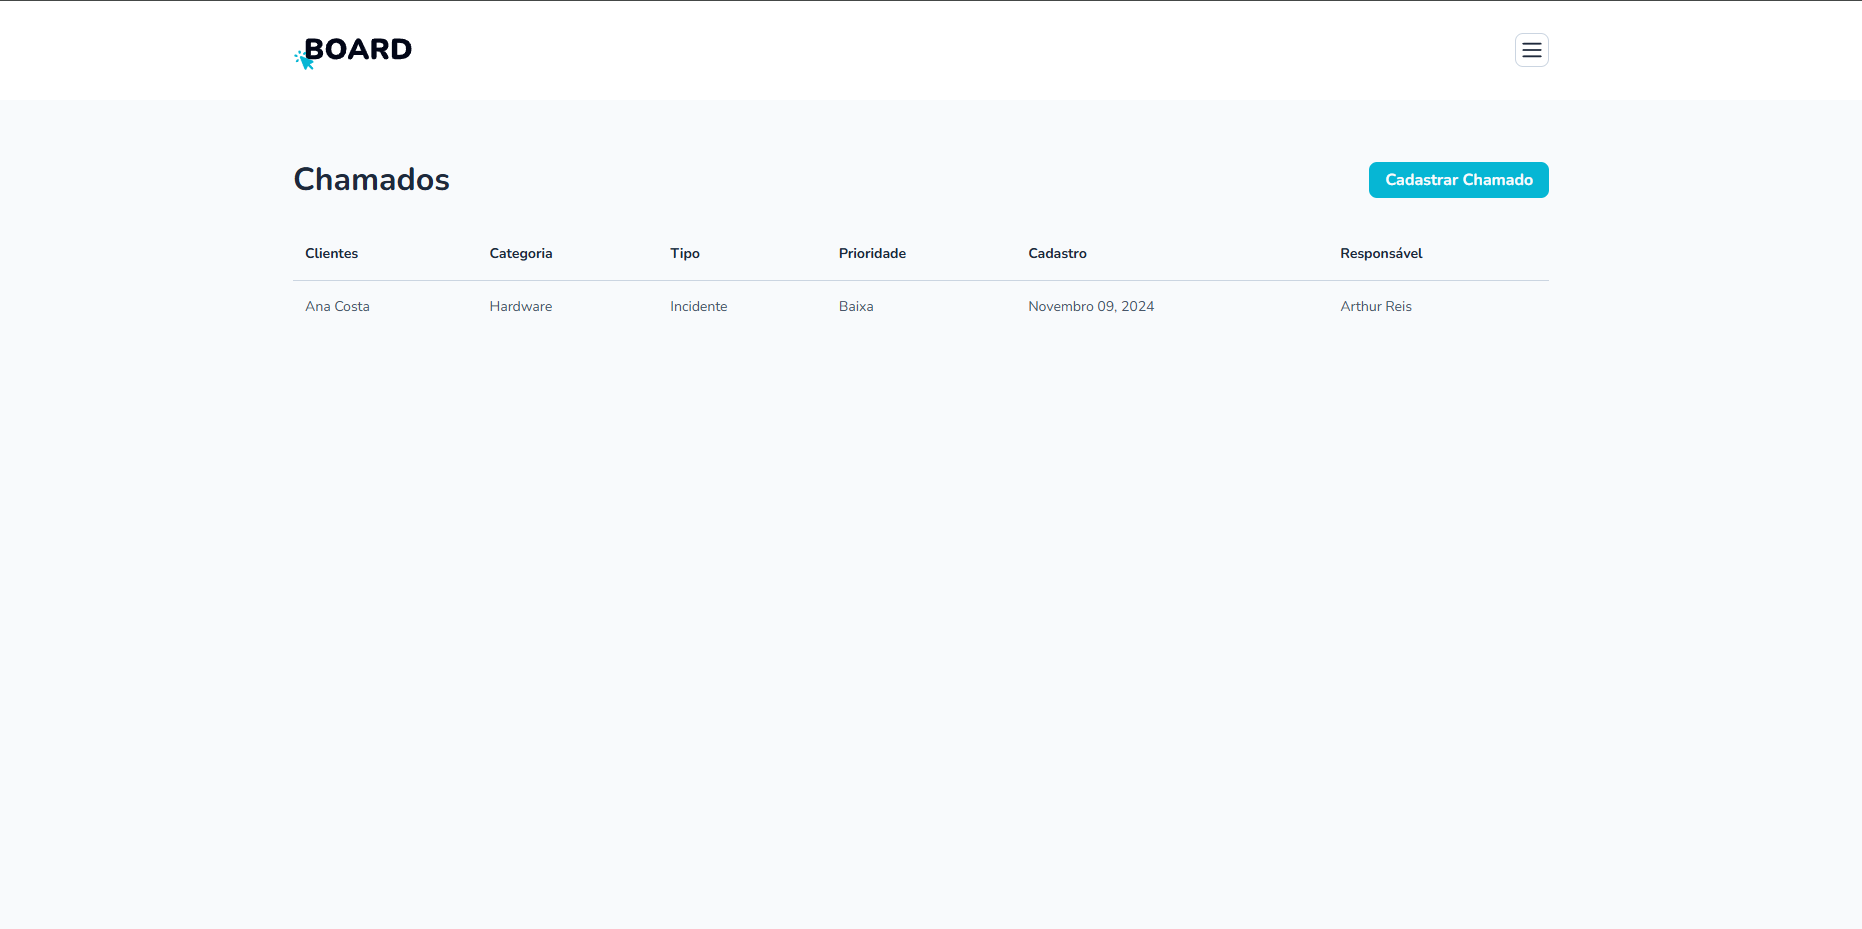 BOARD
Chamados
Cadastrar Chamado
Clientes Categoria Tipo Prioridade Cadastro Responsável
Ana Costa Hardware Incidente Baixa Novembro 09, 2024 Arthur Reis